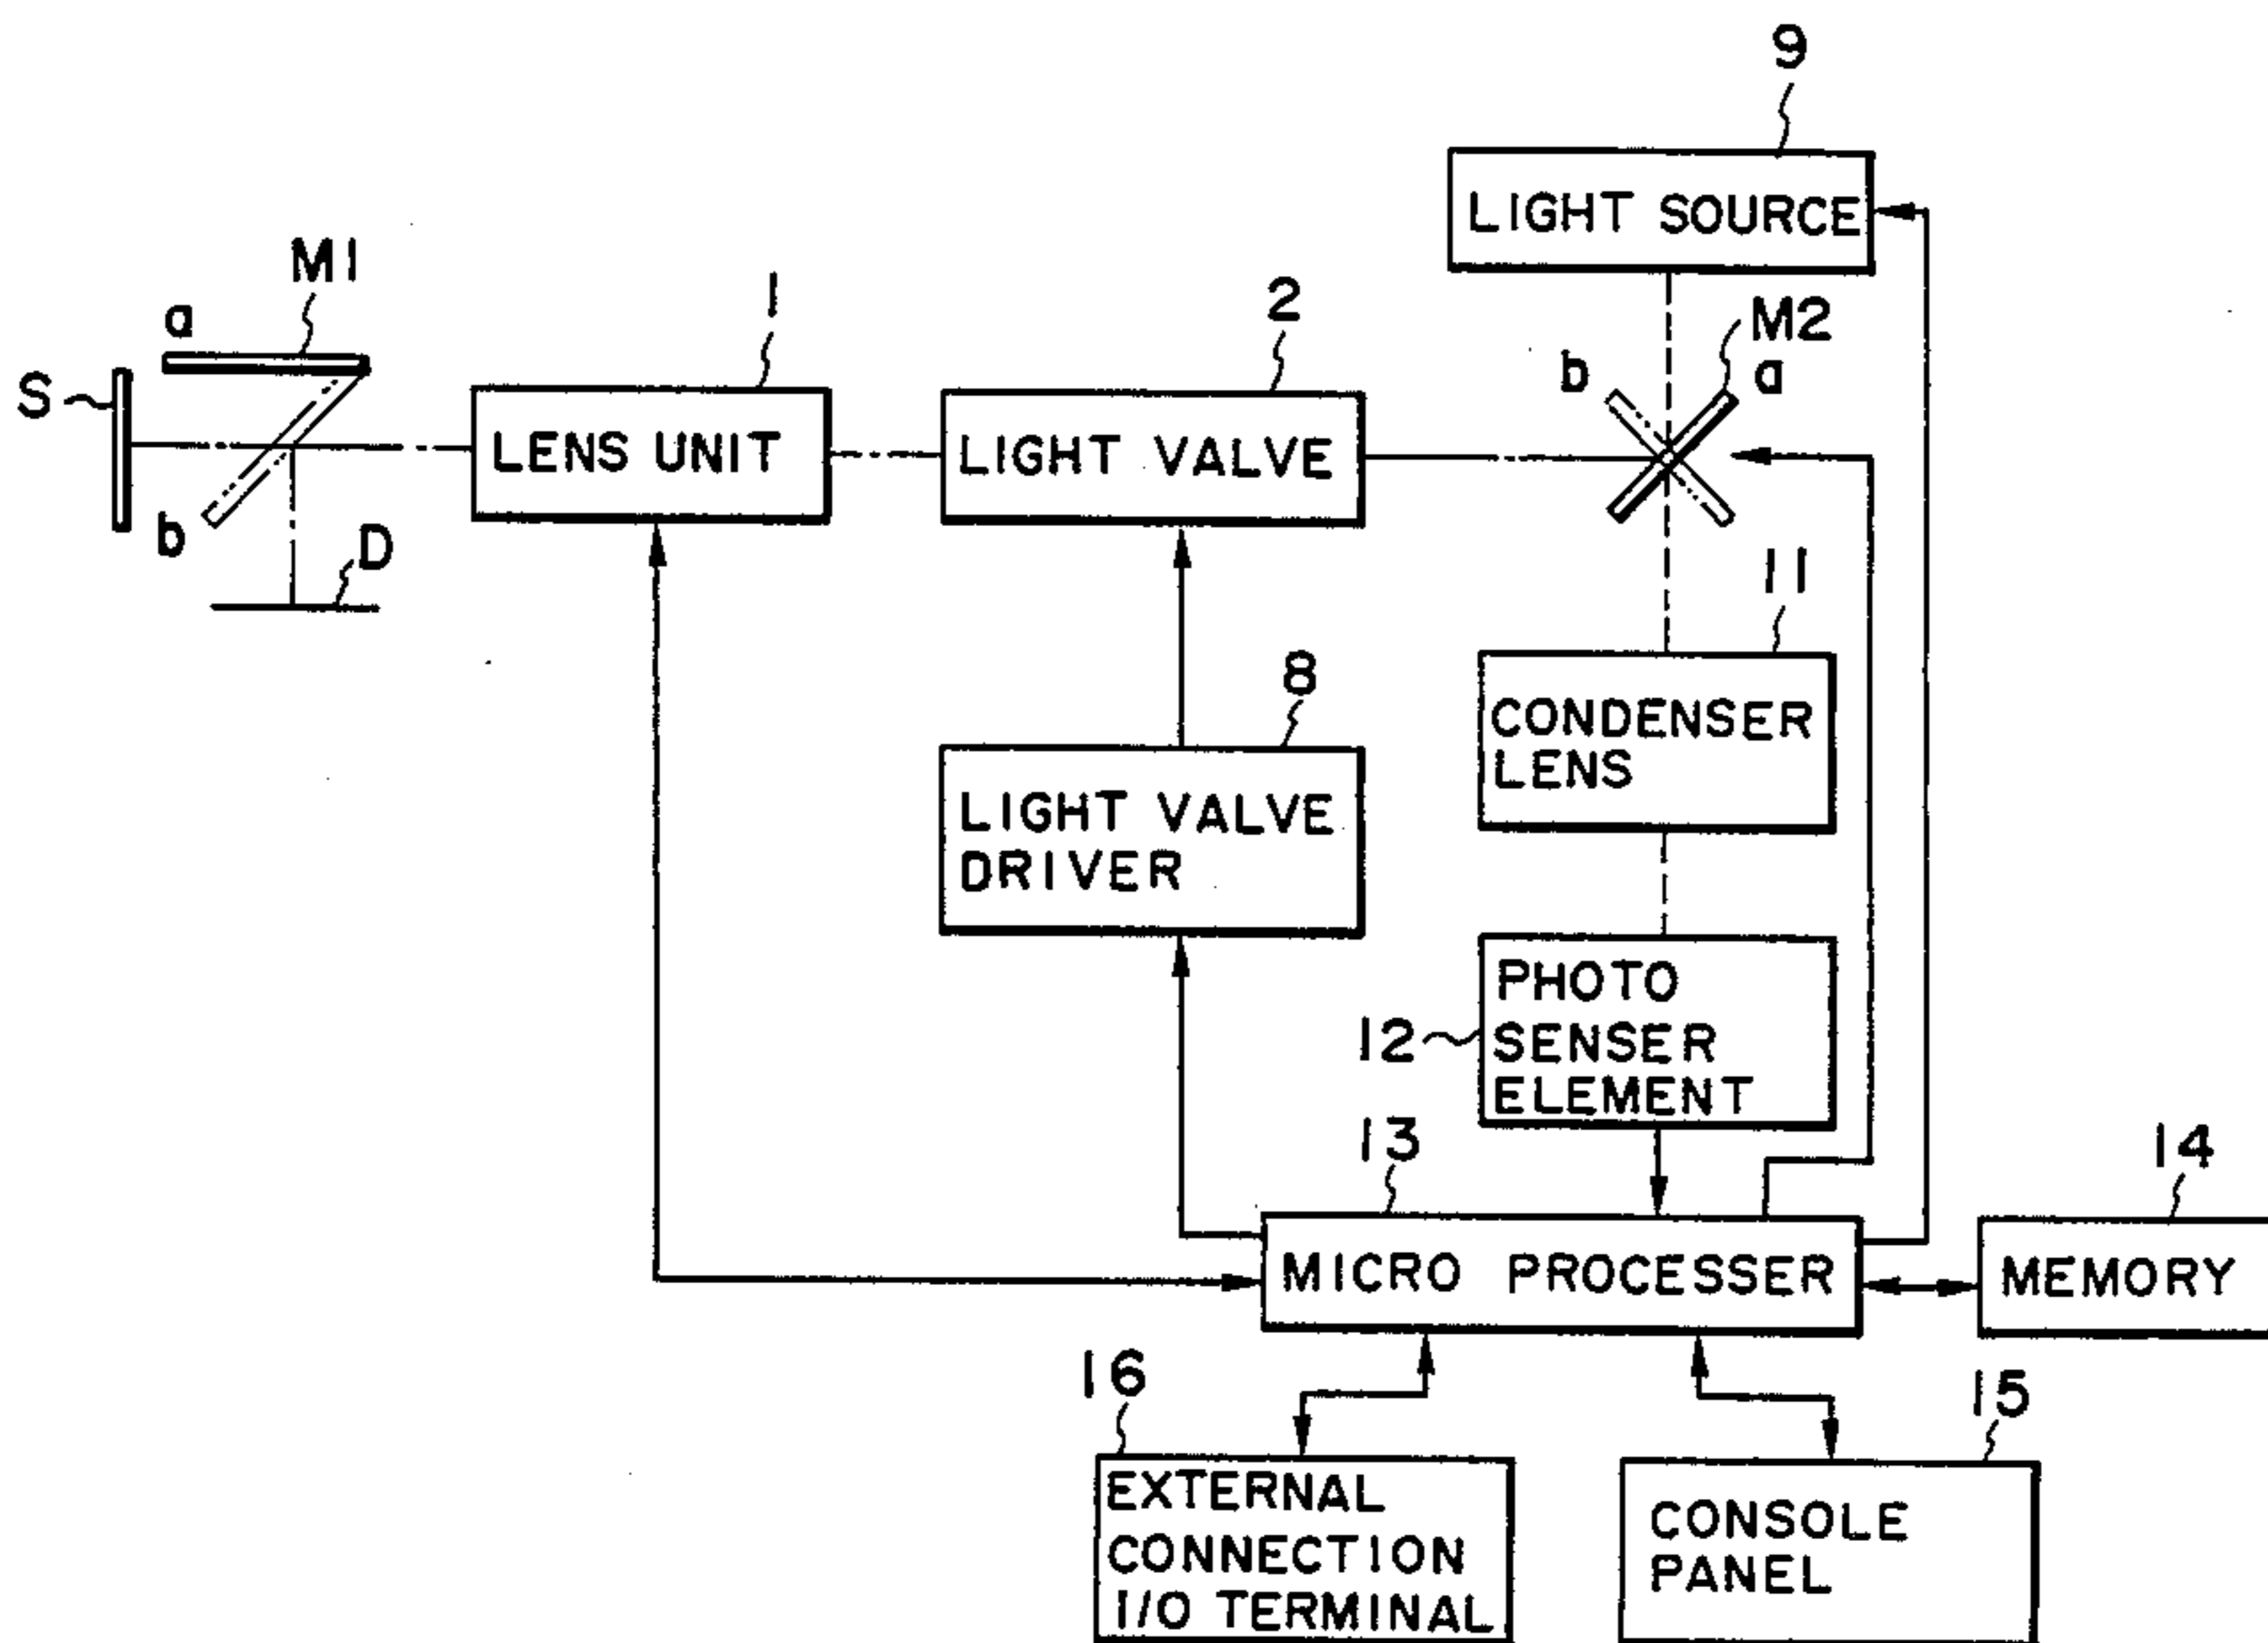 9
LIGHT SOURCE
M1
a
S
b
D
1
LENS UNIT
2
LIGHT VALVE
M2
b
a
11
CONDENSER
LENS
8
LIGHT VALVE
DRIVER
12
PHOTO
SENSER
ELEMENT
13
MICRO PROCESSER
14
MEMORY
16
EXTERNAL
CONNECTION
I/O TERMINAL
15
CONSOLE
PANEL